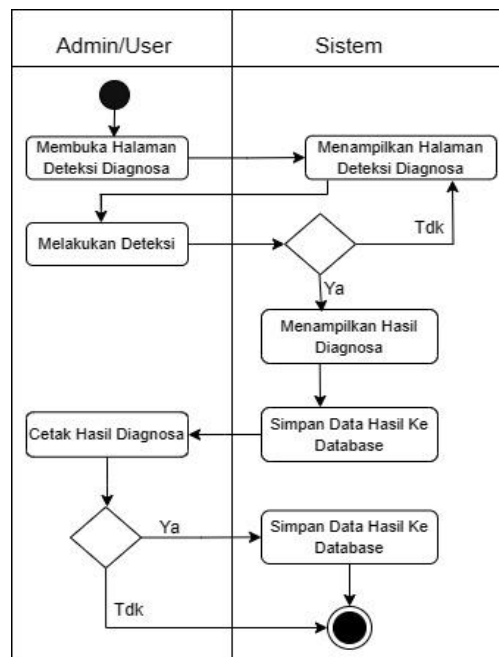 Admin/User
Sistem
Membuka Halaman
Deteksi Diagnosa
Menampilkan Halaman
Deteksi Diagnosa
Melakukan Deteksi
Tdk
Ya
Menampilkan Hasil
Diagnosa
Cetak Hasil Diagnosa
Simpan Data Hasil Ke
Database
Ya
Simpan Data Hasil Ke
Database
Tdk